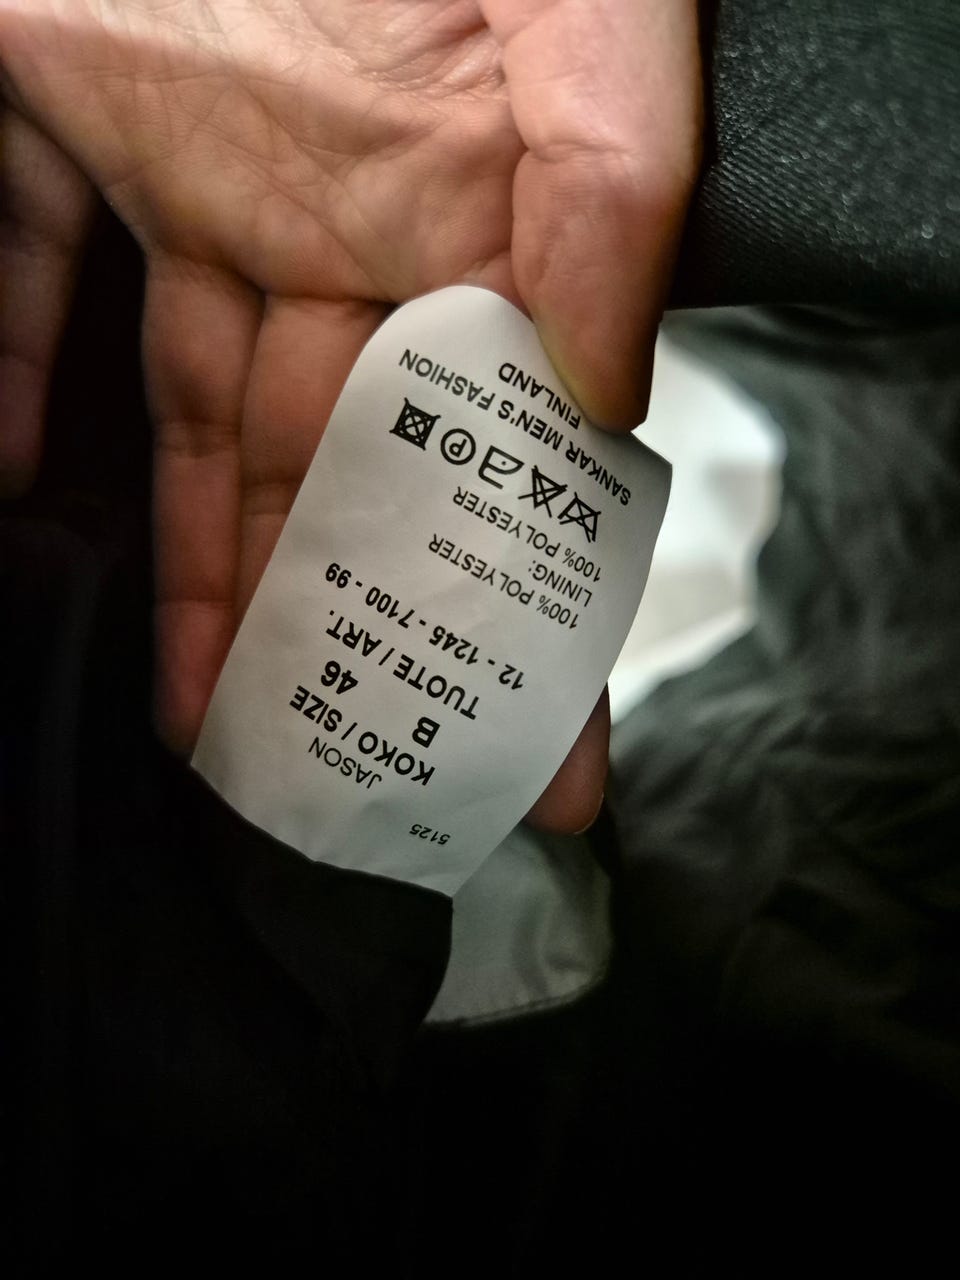 5125
JASON
KOKO / SIZE
B 46
TUOTE / ART.
12 - 1245 - 7100 - 99
100% POLYESTER
LINING:
100% POLYESTER
P
SANKAR MEN'S FASHION
FINLAND